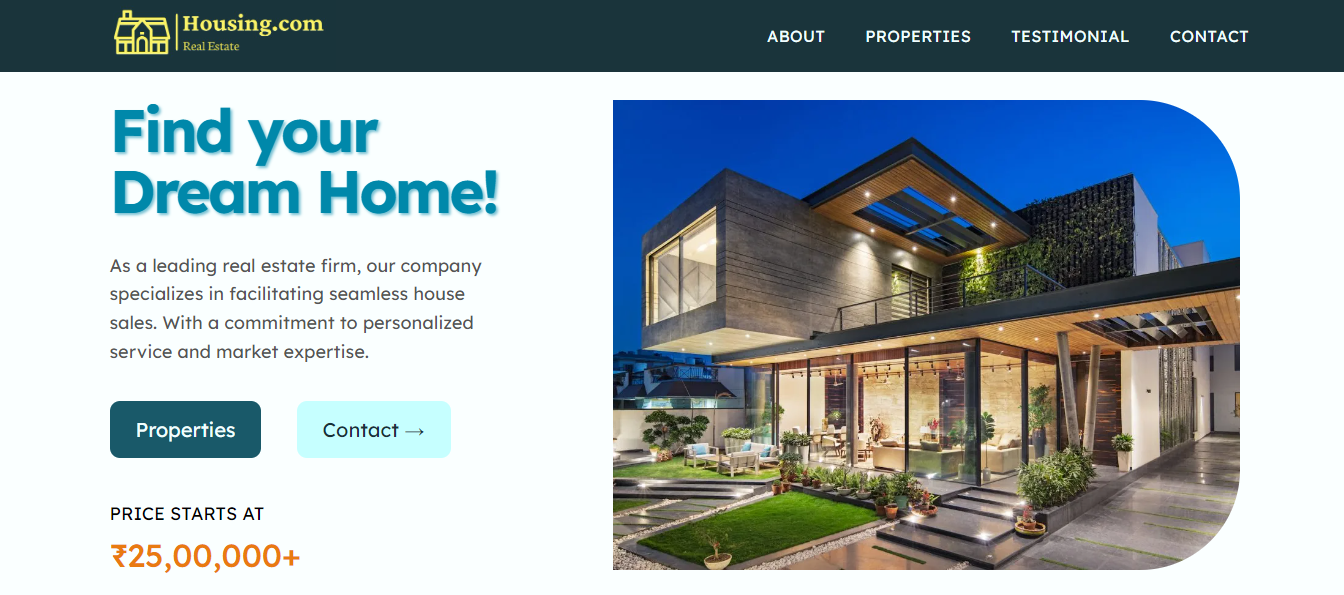 Housing.com
Real Estate
ABOUT PROPERTIES TESTIMONIAL CONTACT
Find your
Dream Home!
As a leading real estate firm, our company
specializes in facilitating seamless house
sales. With a commitment to personalized
service and market expertise.
Properties
Contact →
PRICE STARTS AT
₹25,00,000+